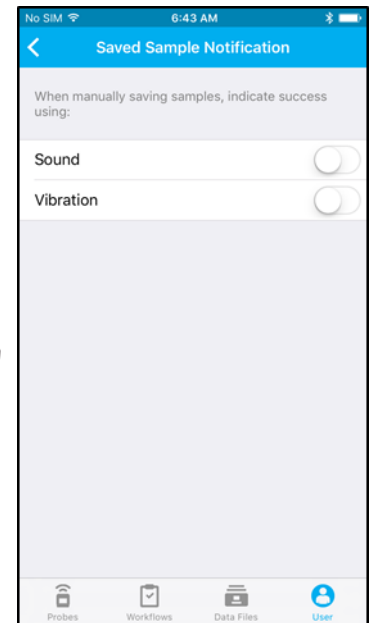 No SIM 6:43 AM
Saved Sample Notification
When manually saving samples, indicate success
using:
Sound
Vibration
Probes Workflows Data Files User